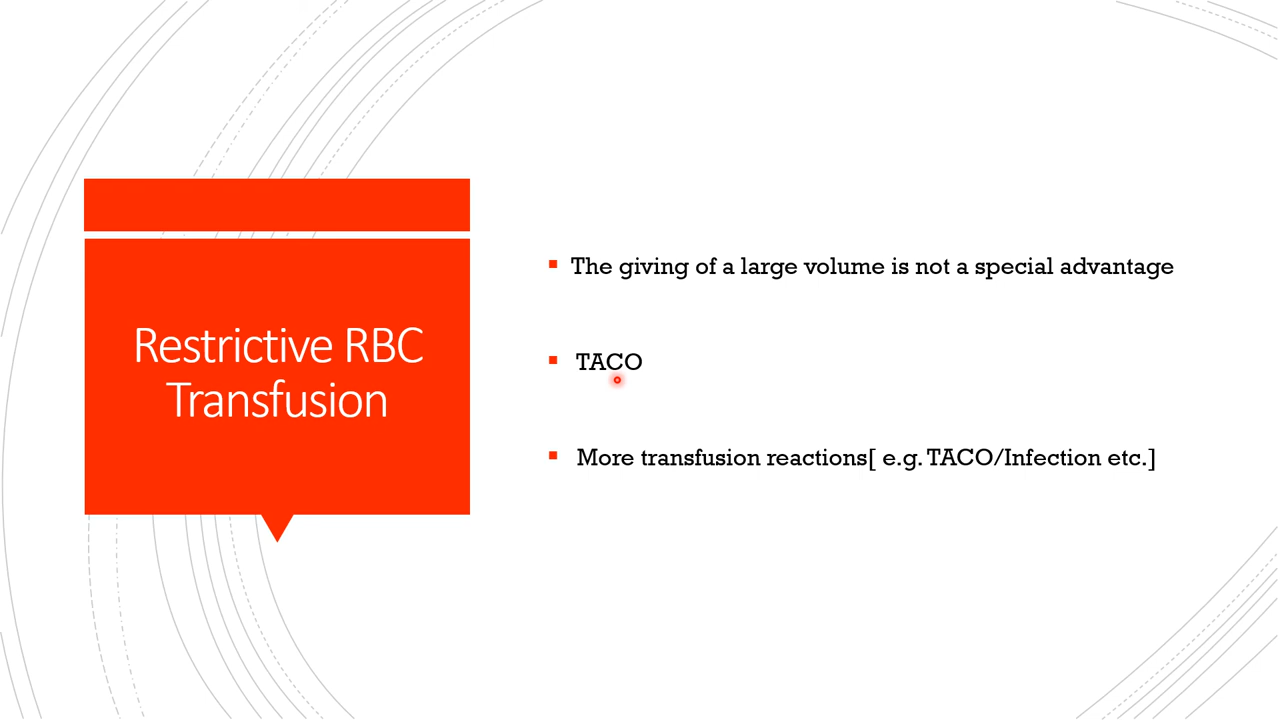 Restrictive RBC
Transfusion
The giving of a large volume is not a special advantage
TACO
More transfusion reactions[ e.g. TACO/Infection etc.]